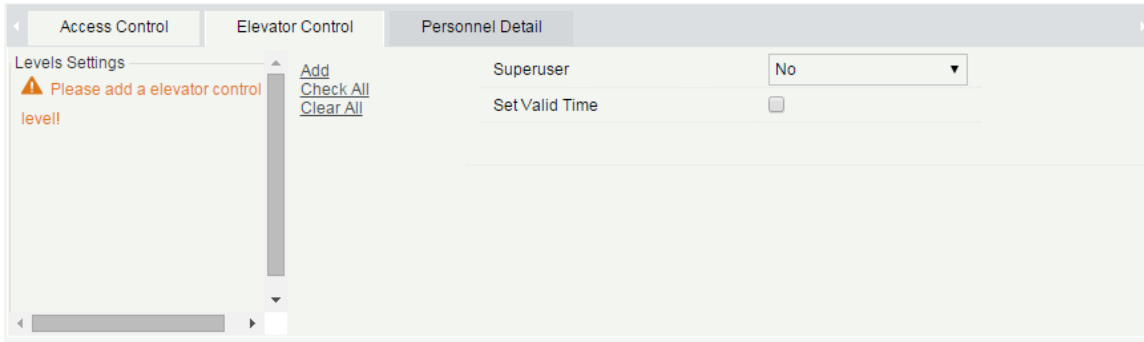 Access Control
Elevator Control
Personnel Detail
Levels Settings
Please add a elevator control
level!
Add
Check All
Clear All
Superuser
No
Set Valid Time